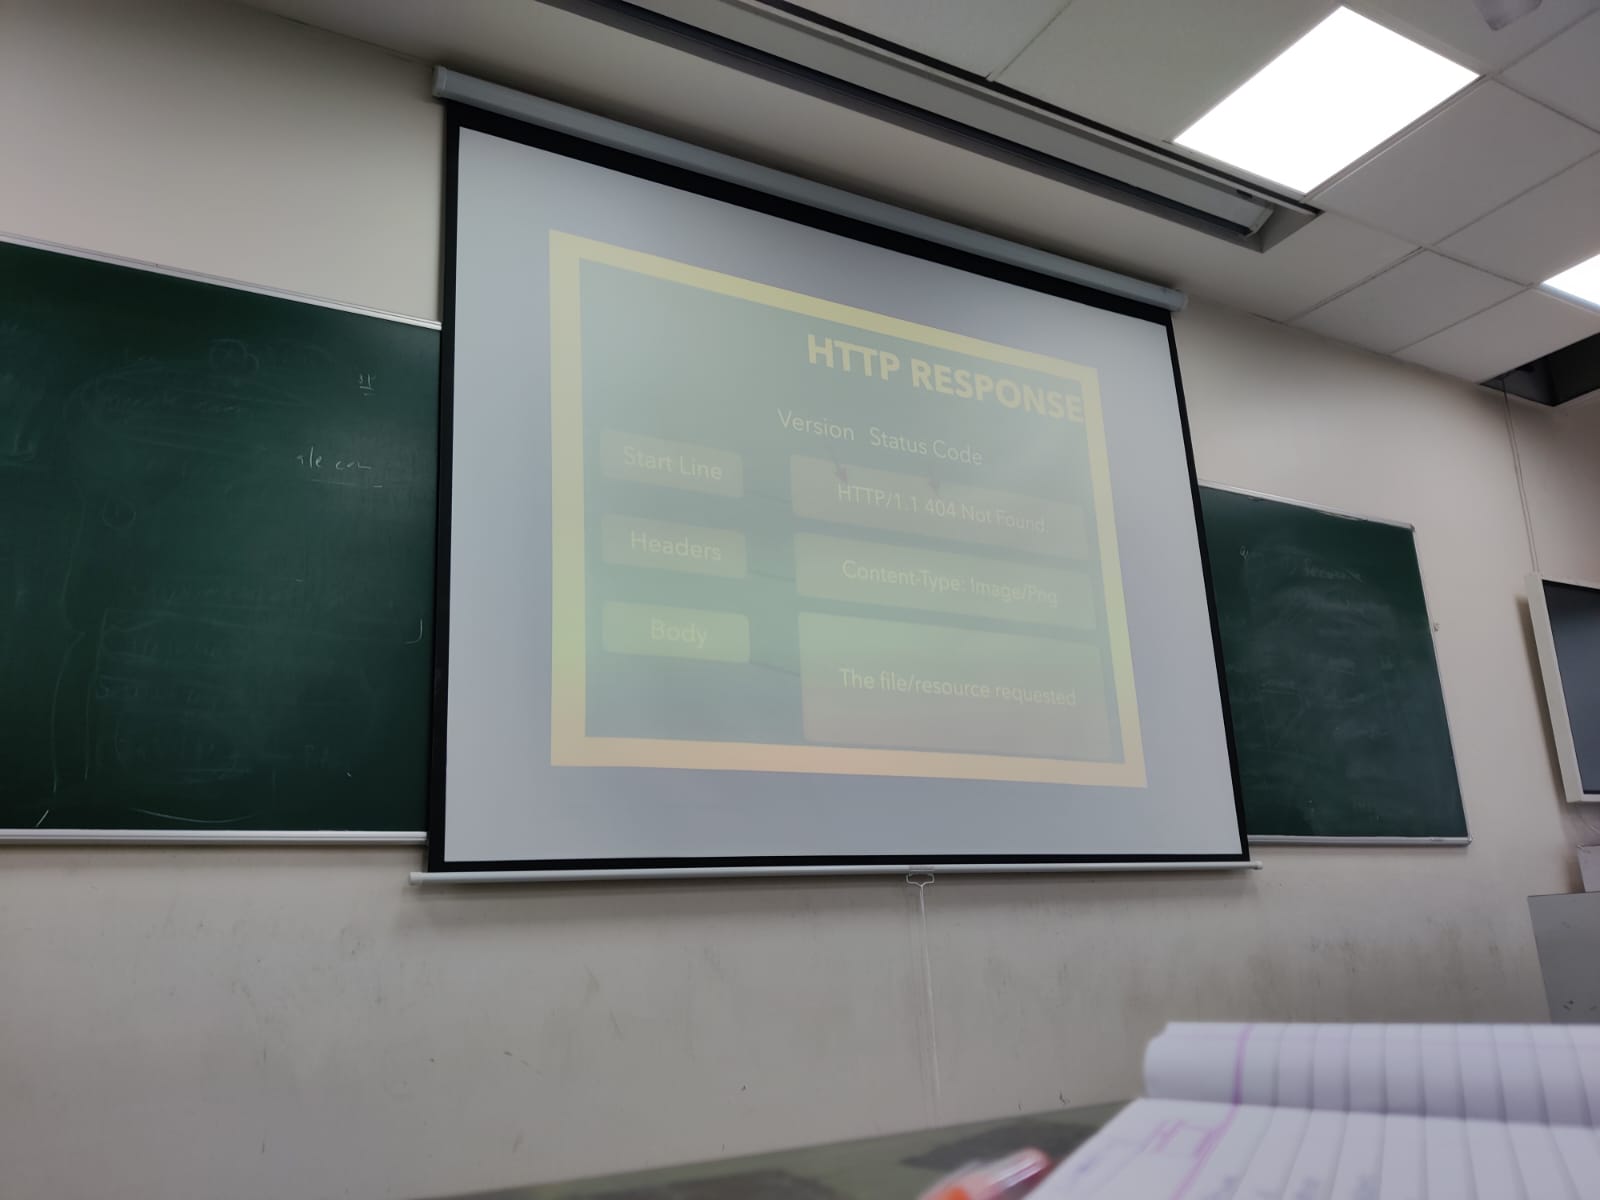 HTTP RESPONSE
Version Status Code
Start Line
HTTP/1.1 404 Not Found.
Headers
Content-Type: Image/Png
Body
The file/resource requested